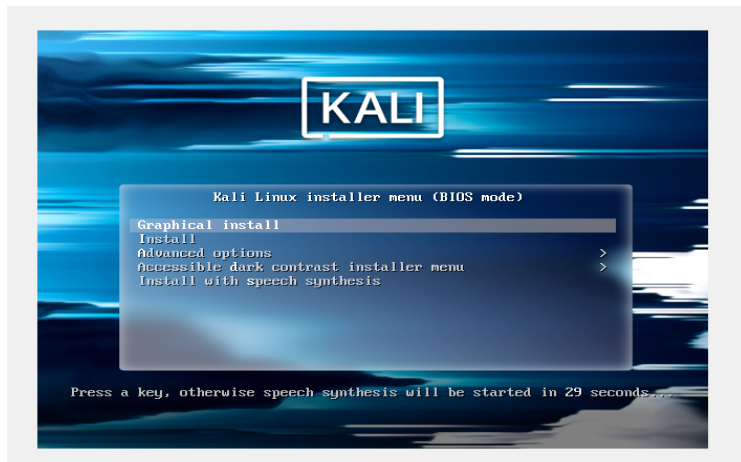 KALI
Kali Linux installer menu (BIOS mode)
Graphical install
Install
Advanced options >
Accessible dark contrast installer menu >
Install with speech synthesis
Press a key, otherwise speech synthesis will be started in 29 seconds...